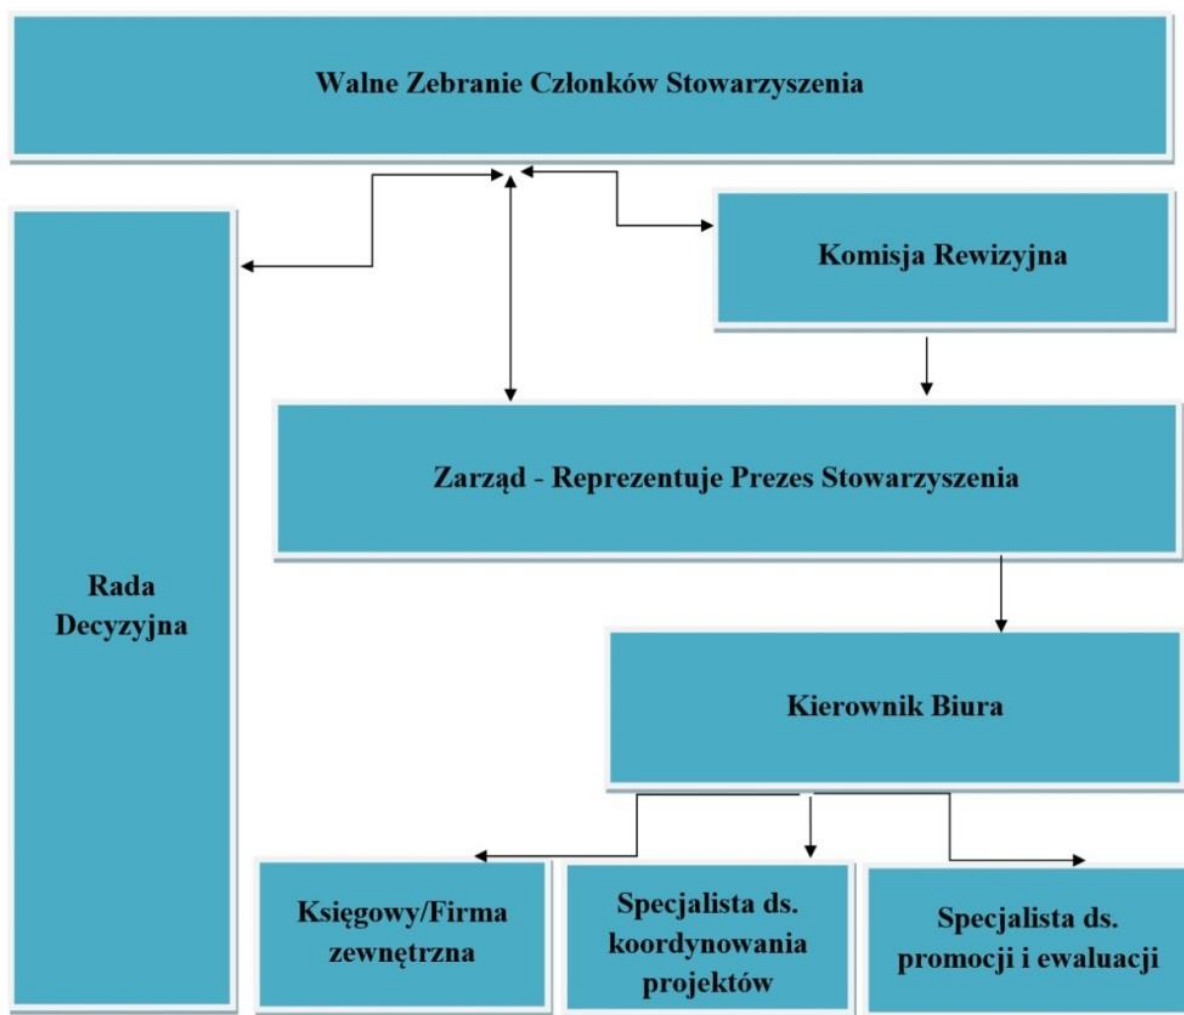 Walne Zebranie Członków Stowarzyszenia
Komisja Rewizyjna
Zarząd - Reprezentuje Prezes Stowarzyszenia
Rada
Decyzyjna
Kierownik Biura
Księgowy/Firma
zewnętrzna
Specjalista ds.
koordynowania
projektów
Specjalista ds.
promocji i ewaluacji